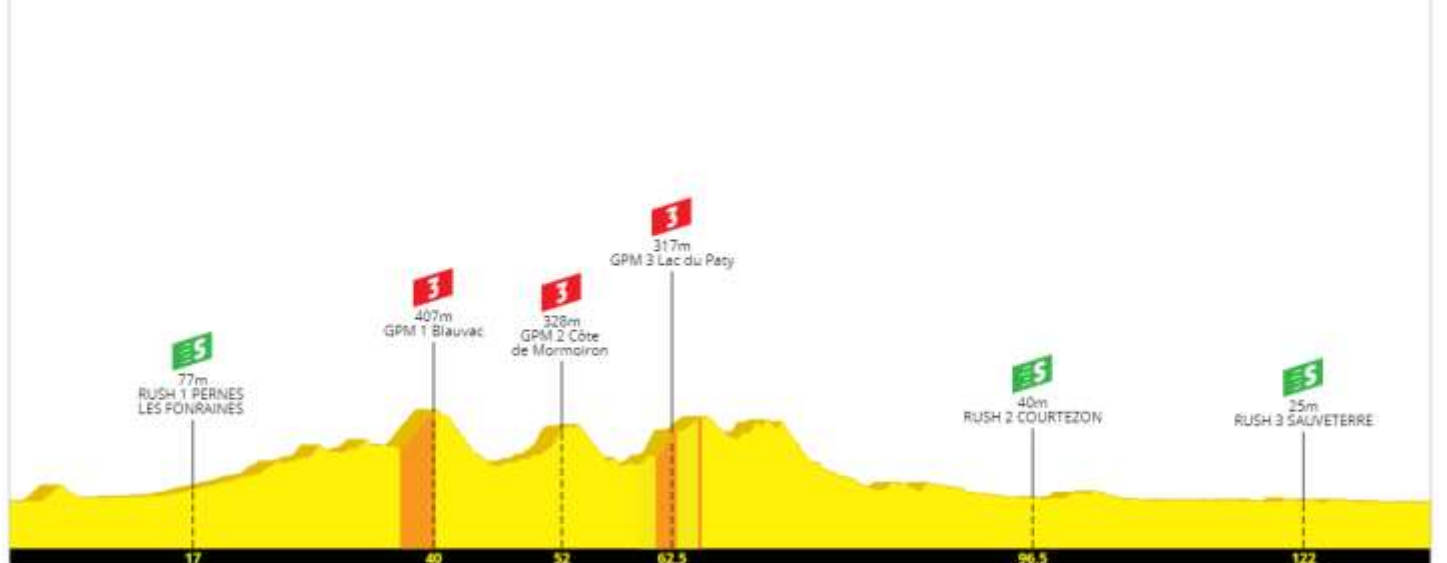 S
77m
RUSH 1 PERNES
LES FONRAINES
3
407m
GPM 1 Blauvac
3
328m
GPM 2 Côte
de Mormoiron
3
317m
GPM 3 Lac du Paty
S
40m
RUSH 2 COURTEZON
S
25m
RUSH 3 SAUVETERRE
17
40
52
62.5
96.5
122